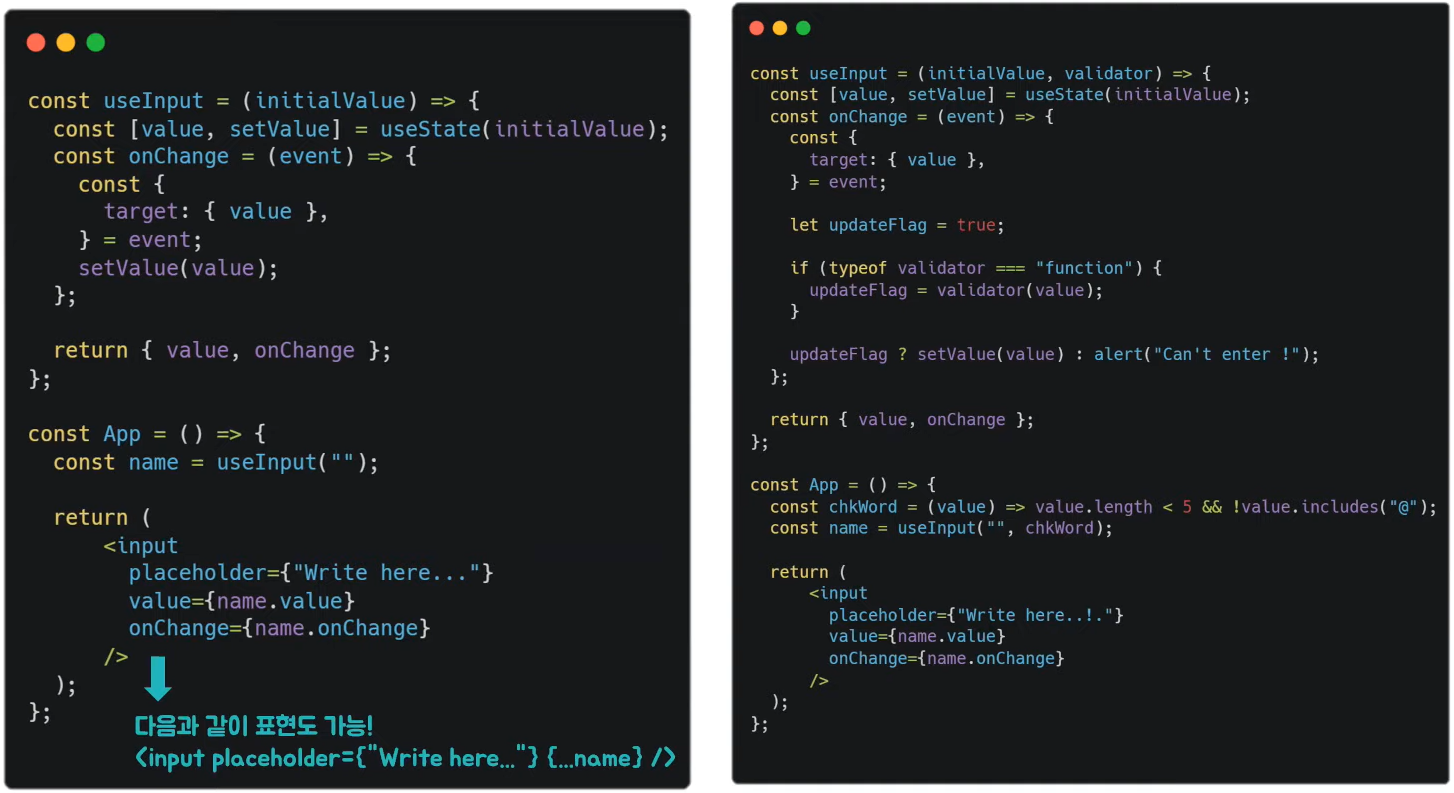 const useInput = (initialValue) => {
  const [value, setValue] = useState(initialValue);
  const onChange = (event) => {
    const {
      target: { value },
    } = event;
    setValue(value);
  };

  return { value, onChange };
};

const App = () => {
  const name = useInput("");

  return (
      <input
        placeholder={"Write here..."}
        value={name.value}
        onChange={name.onChange}
      />
  );
};
다음과 같이 표현도 가능!
<input placeholder={"Write here..."} {...name} />
const useInput = (initialValue, validator) => {
  const [value, setValue] = useState(initialValue);
  const onChange = (event) => {
    const {
      target: { value },
    } = event;

    let updateFlag = true;

    if (typeof validator === "function") {
      updateFlag = validator(value);
    }

    updateFlag ? setValue(value) : alert("Can't enter !");
  };

  return { value, onChange };
};

const App = () => {
  const chkWord = (value) => value.length < 5 && !value.includes("@");
  const name = useInput("", chkWord);

  return (
      <input
        placeholder={"Write here..!."}
        value={name.value}
        onChange={name.onChange}
      />
  );
};